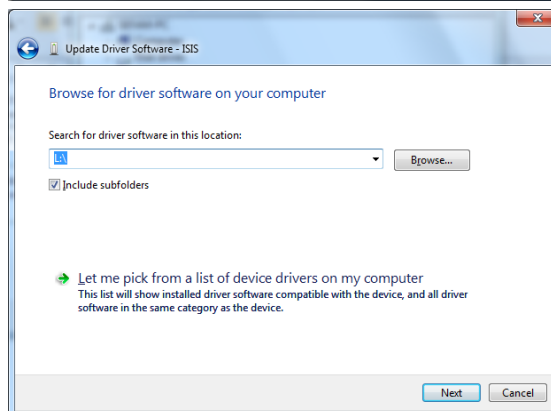 Update Driver Software - ISIS
Browse for driver software on your computer
Search for driver software in this location:
L:\
Browse...
Include subfolders
Let me pick from a list of device drivers on my computer
This list will show installed driver software compatible with the device, and all driver
software in the same category as the device.
Next
Cancel